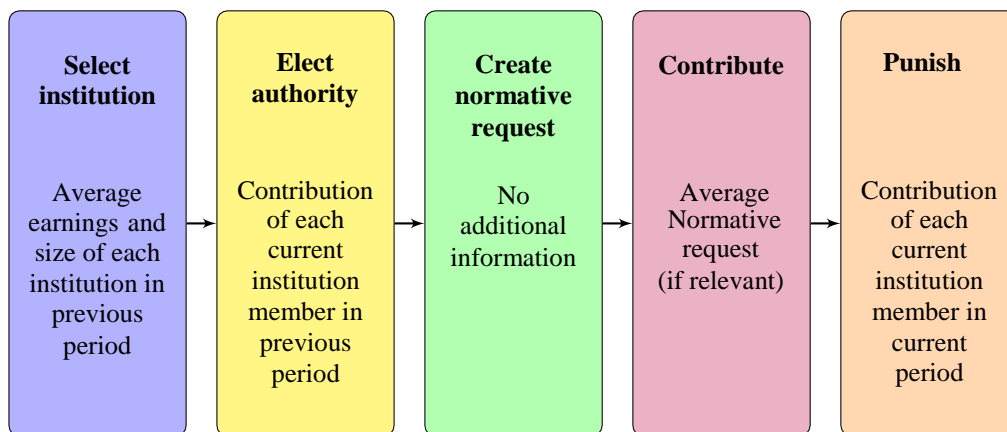 Select
institution
Average
earnings and
size of each
institution in
previous
period
Elect
authority
Contribution
of each
current
institution
member in
previous
period
Create
normative
request
No
additional
information
Contribute
Average
Normative
request
(if relevant)
Punish
Contribution
of each
current
institution
member in
current
period